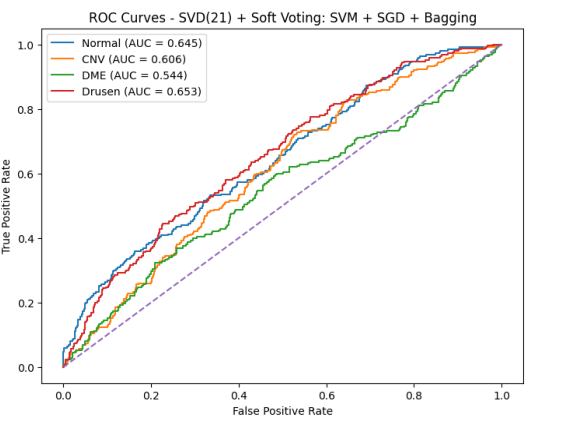 ROC Curves - SVD(21) + Soft Voting: SVM + SGD + Bagging
Normal (AUC = 0.645)
CNV (AUC = 0.606)
DME (AUC = 0.544)
Drusen (AUC = 0.653)
True Positive Rate
1.0
0.8
0.6
0.4
0.2
0.0
0.0 0.2 0.4 0.6 0.8 1.0
False Positive Rate